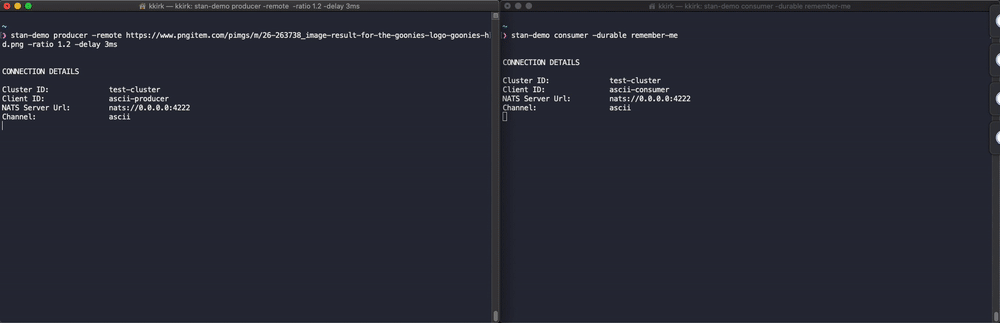 kkirk — kkirk: stan-demo producer -remote -ratio 1.2 -delay 3ms
~
❯ stan-demo producer -remote https://www.pngitem.com/pimgs/m/26-263738_image-result-for-the-goonies-logo-goonies-h
d.png -ratio 1.2 -delay 3ms
CONNECTION DETAILS
Cluster ID: test-cluster
Client ID: ascii-producer
NATS Server Url: nats://0.0.0.0:4222
Channel: ascii
kkirk — kkirk: stan-demo consumer -durable remember-me
~
❯ stan-demo consumer -durable remember-me
CONNECTION DETAILS
Cluster ID: test-cluster
Client ID: ascii-consumer
NATS Server Url: nats://0.0.0.0:4222
Channel: ascii